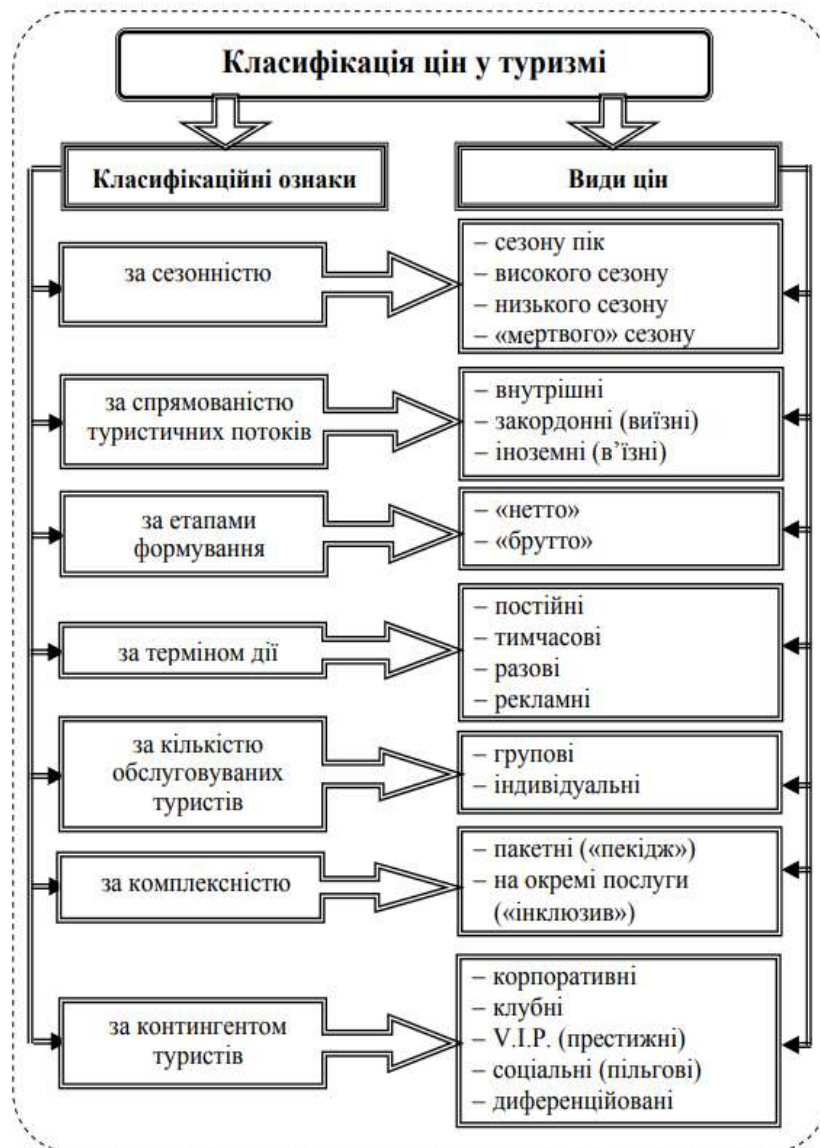 Класифікація цін у туризмі
Класифікаційні ознаки
Види цін
за сезонністю
– сезону пік
– високого сезону
– низького сезону
– «мертвого» сезону
за спрямованістю
туристичних потоків
– внутрішні
– закордонні (виїзні)
– іноземні (в’їзні)
за етапами
формування
– «нетто»
– «брутто»
за терміном дії
– постійні
– тимчасові
– разові
– рекламні
за кількістю
обслуговуваних
туристів
– групові
– індивідуальні
за комплексністю
– пакетні («пекідж»)
– на окремі послуги
(«інклюзив»)
за контингентом
туристів
– корпоративні
– клубні
– V.I.P. (престижні)
– соціальні (пільгові)
– диференційовані